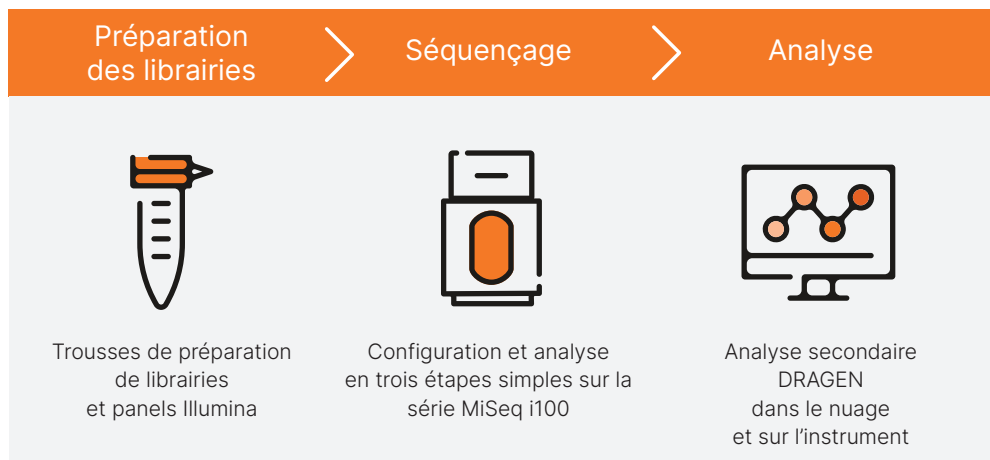 Préparation
des librairies
Séquençage
Analyse
Trousses de préparation
de librairies
et panels Illumina
Configuration et analyse
en trois étapes simples sur la
série MiSeq i100
Analyse secondaire
DRAGEN
dans le nuage
et sur l'instrument